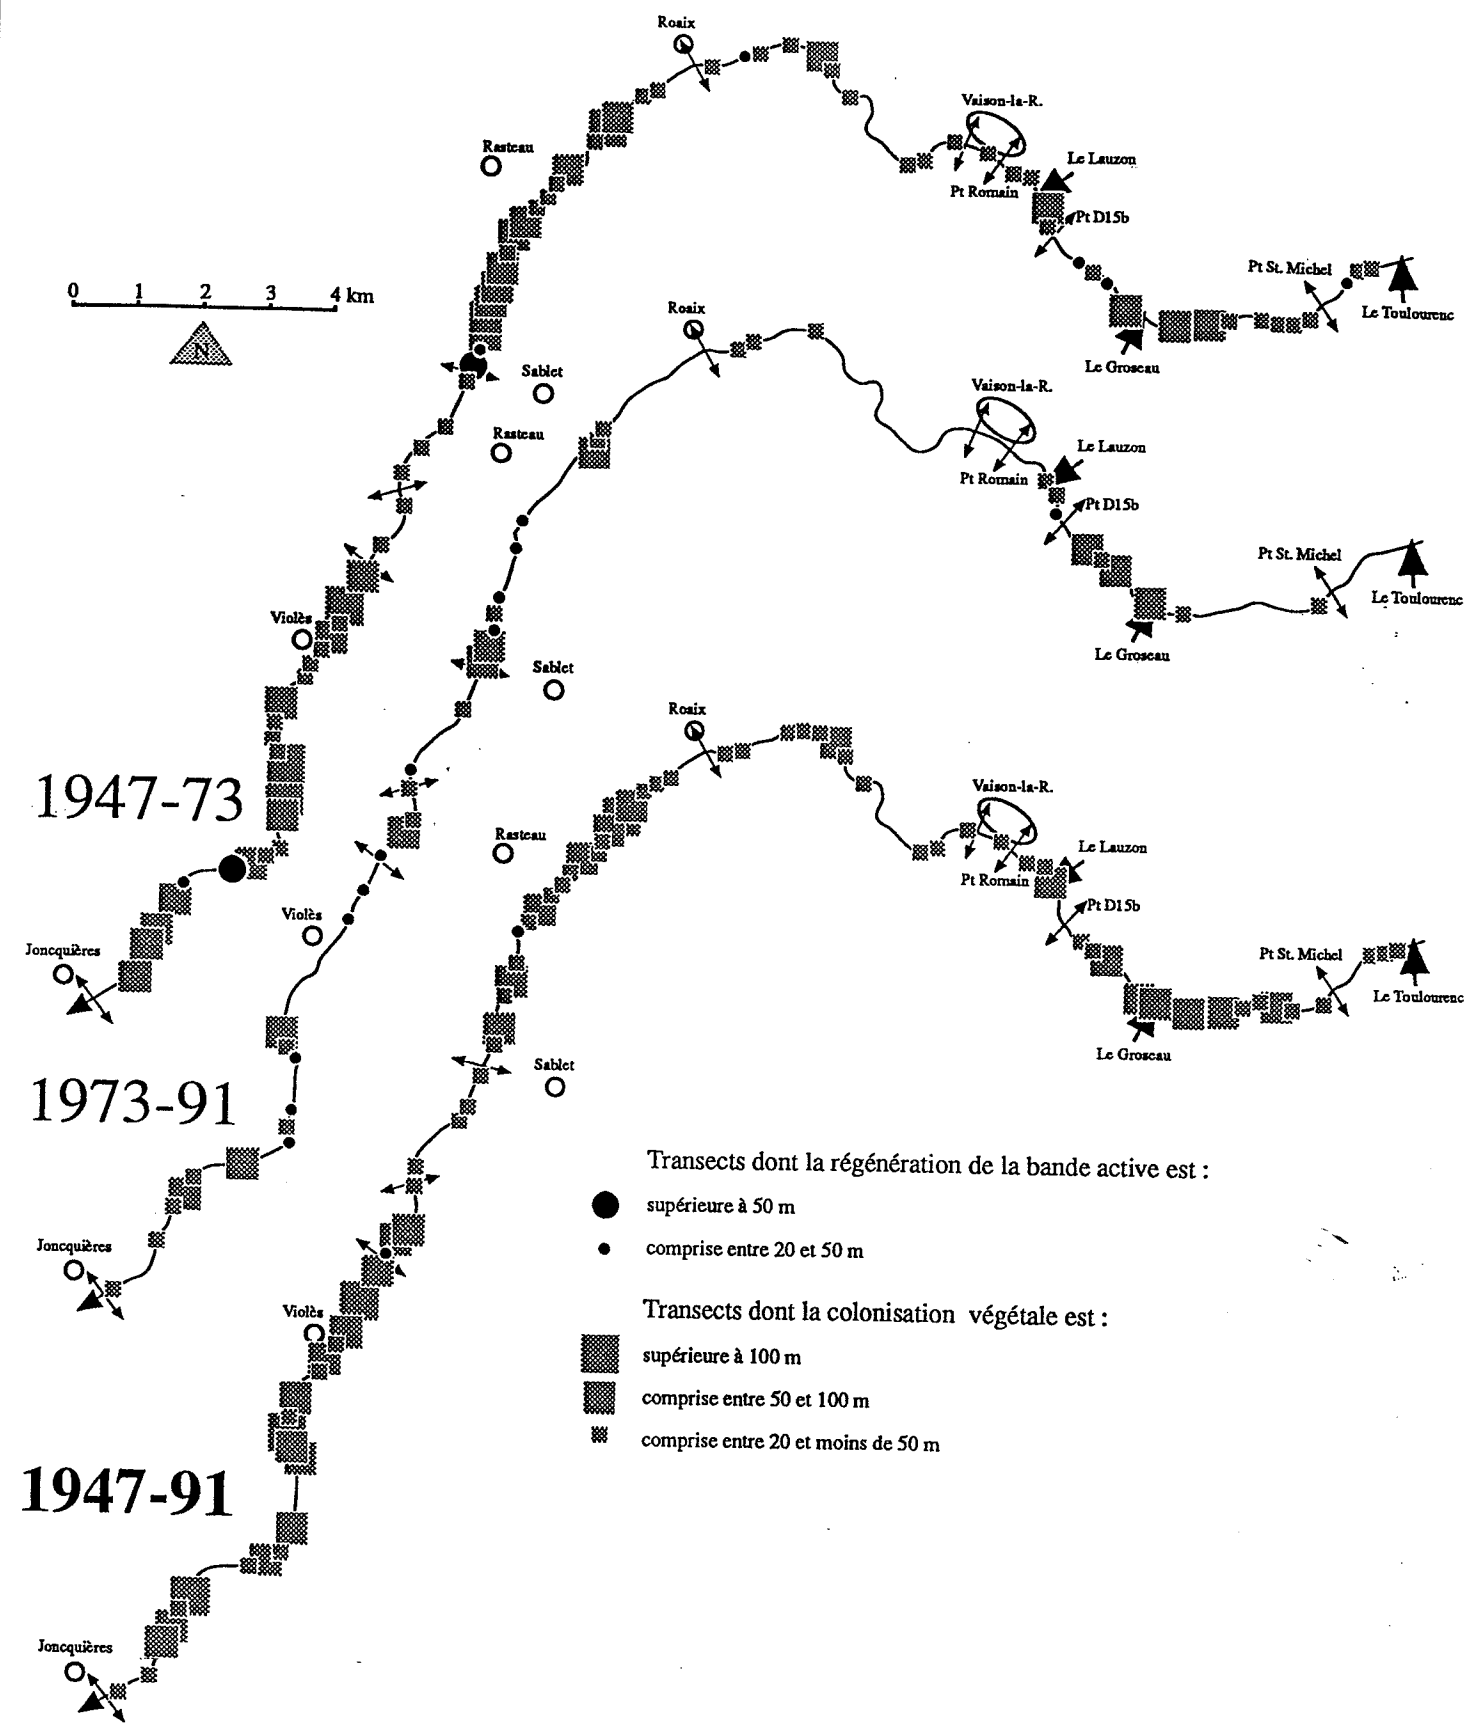 Roaix
Vaison-la-R.
Le Lauzon
Rasteau
Pt Romain
Pt D15b
Pt St. Michel
0 1 2 3 4 km
Le Toulourenc
N
Le Groseau
Sablet
Violès
1947-73
Joncquières
Roaix
Vaison-la-R.
Rasteau
Le Lauzon
Pt Romain
Pt D15b
Pt St. Michel
Le Toulourenc
Le Groseau
Sablet
Violès
1973-91
Joncquières
Roaix
Vaison-la-R.
Rasteau
Le Lauzon
Pt Romain
Pt D15b
Pt St. Michel
Le Toulourenc
Le Groseau
Sablet
Violès
1947-91
Joncquières
Transects dont la régénération de la bande active est :
supérieure à 50 m
comprise entre 20 et 50 m
Transects dont la colonisation végétale est :
supérieure à 100 m
comprise entre 50 et 100 m
comprise entre 20 et moins de 50 m